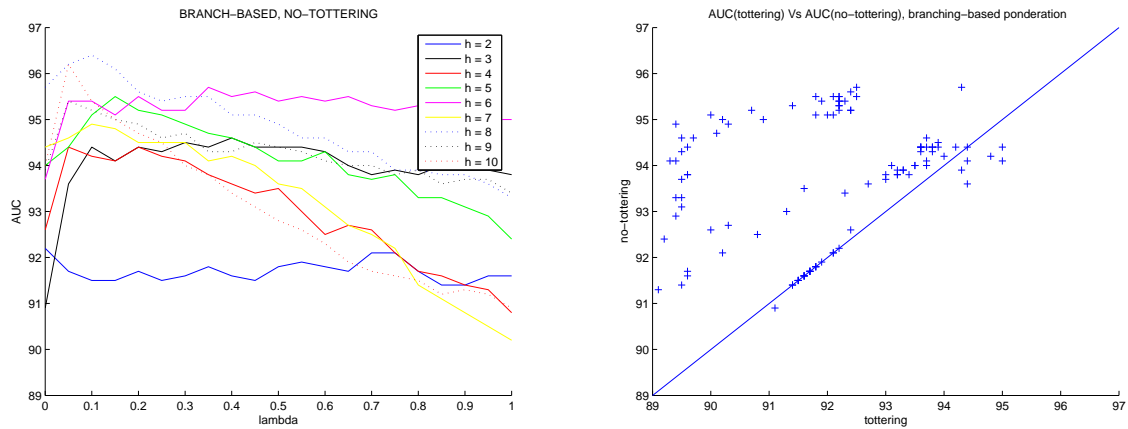 BRANCH-BASED, NO-TOTTERING
97
96
95
94
93
92
91
90
89
AUC
0
0.1
0.2
0.3
0.4
0.5
0.6
0.7
0.8
0.9
1
lambda
h = 2
h = 3
h = 4
h = 5
h = 6
h = 7
h = 8
h = 9
h = 10
AUC(tottering) Vs AUC(no-tottering), branching-based ponderation
97
96
95
94
93
92
91
90
89
no-tottering
89
90
91
92
93
94
95
96
97
tottering